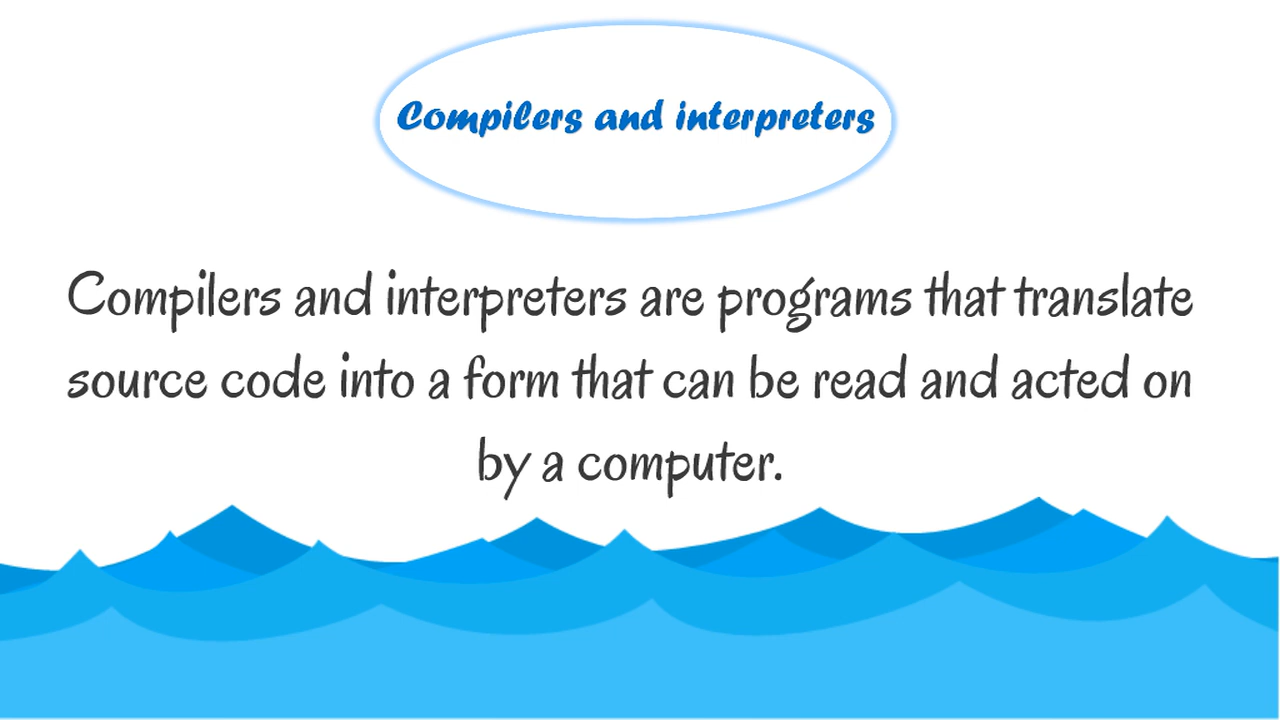 Compilers and interpreters
Compilers and interpreters are programs that translate
source code into a form that can be read and acted on
by a computer.